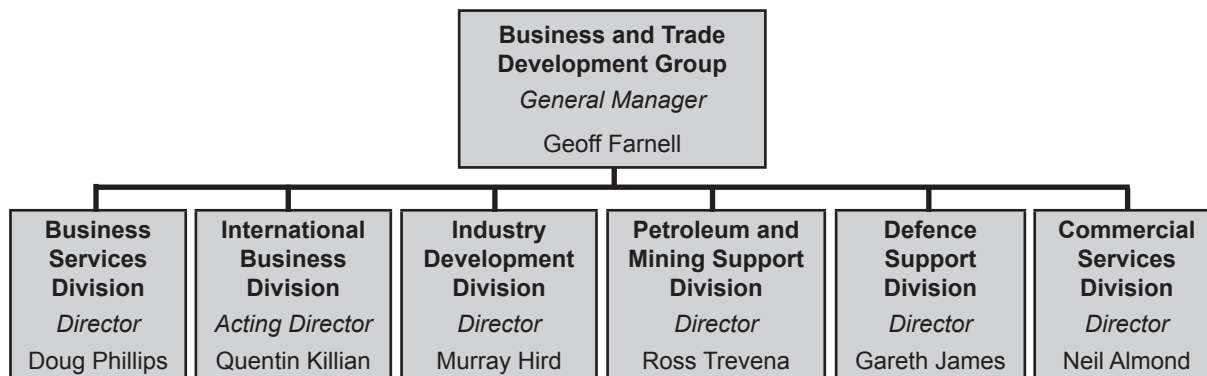 Business and Trade
Development Group
General Manager
Geoff Farnell
Business
Services
Division
Director
Doug Phillips
International
Business
Division
Acting Director
Quentin Killian
Industry
Development
Division
Director
Murray Hird
Petroleum and
Mining Support
Division
Director
Ross Trevena
Defence
Support
Division
Director
Gareth James
Commercial
Services
Division
Director
Neil Almond